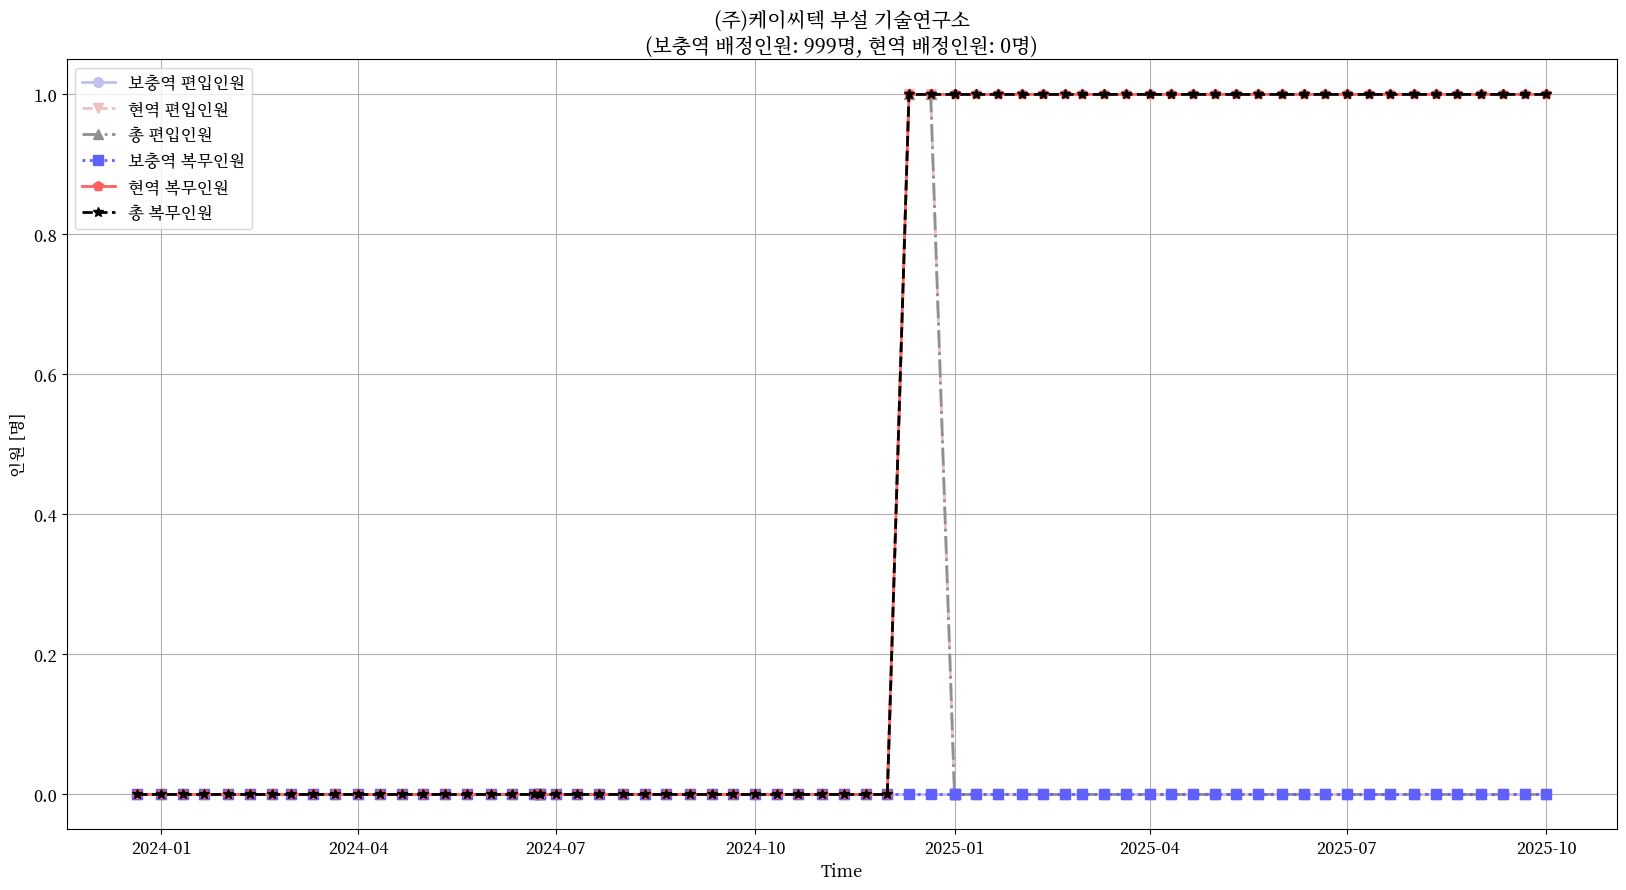 (주)케이씨텍 부설 기술연구소
(보충역 배정인원: 999명, 현역 배정인원: 0명)
보충역 편입인원
현역 편입인원
총 편입인원
보충역 복무인원
현역 복무인원
총 복무인원
1.0
0.8
0.6
0.4
0.2
0.0
인원 [명]
2024-01
2024-04
2024-07
2024-10
2025-01
2025-04
2025-07
2025-10
Time